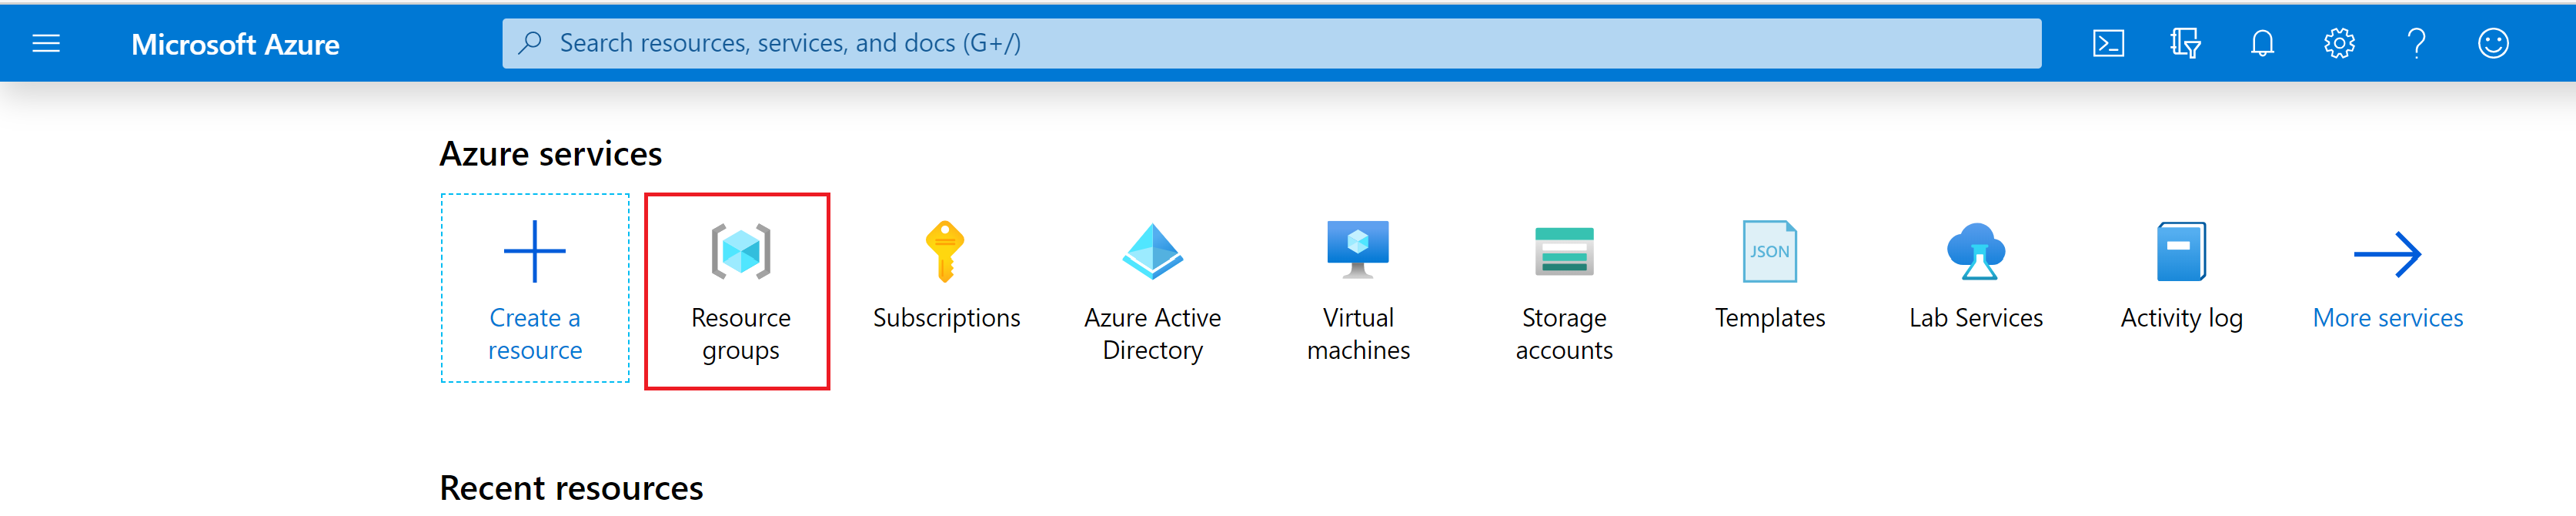 Microsoft Azure
Search resources, services, and docs (G+/)
Azure services
Create a
resource
Resource
groups
Subscriptions
Azure Active
Directory
Virtual
machines
Storage
accounts
JSON
Templates
Lab Services
Activity log
More services
Recent resources